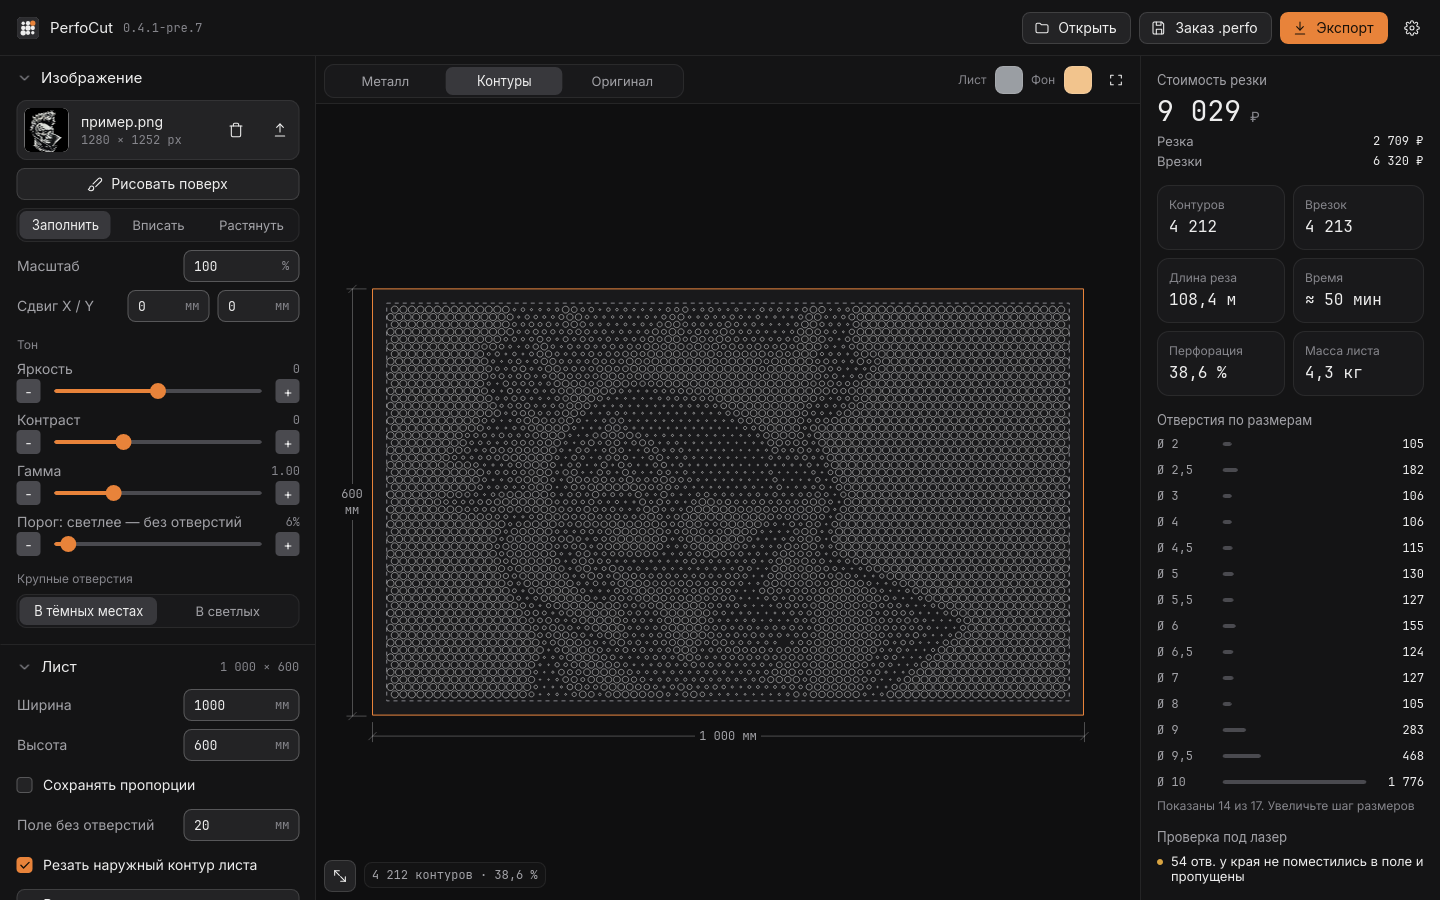 PerfoCut 0.4.1-pre.7
Открыть
Заказ .perfo
Экспорт
Изображение
пример.png
1280 × 1252 px
Рисовать поверх
Заполнить Вписать Растянуть
Масштаб 100 %
Сдвиг X / Y 0 мм 0 мм
Тон
Яркость 0
- +
Контраст 0
- +
Гамма 1.00
- +
Порог: светлее — без отверстий 6%
- +
Крупные отверстия
В тёмных местах В светлых
Лист 1 000 × 600
Ширина 1000 мм
Высота 600 мм
Сохранять пропорции
Поле без отверстий 20 мм
Резать наружный контур листа
Металл Контуры Оригинал
Лист Фон
600
мм
1 000 мм
4 212 контуров · 38,6 %
Стоимость резки
9 029 ₽
Резка 2 709 ₽
Врезки 6 320 ₽
Контуров
4 212
Врезок
4 213
Длина реза
108,4 м
Время
≈ 50 мин
Перфорация
38,6 %
Масса листа
4,3 кг
Отверстия по размерам
Ø 2 105
Ø 2,5 182
Ø 3 106
Ø 4 106
Ø 4,5 115
Ø 5 130
Ø 5,5 127
Ø 6 155
Ø 6,5 124
Ø 7 127
Ø 8 105
Ø 9 283
Ø 9,5 468
Ø 10 1 776
Показаны 14 из 17. Увеличьте шаг размеров
Проверка под лазер
54 отв. у края не поместились в поле и
пропущены